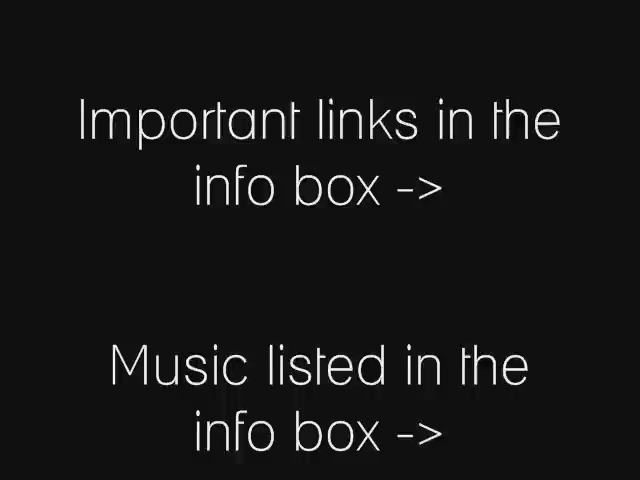 Important links in the
info box ->
Music listed in the
info box ->